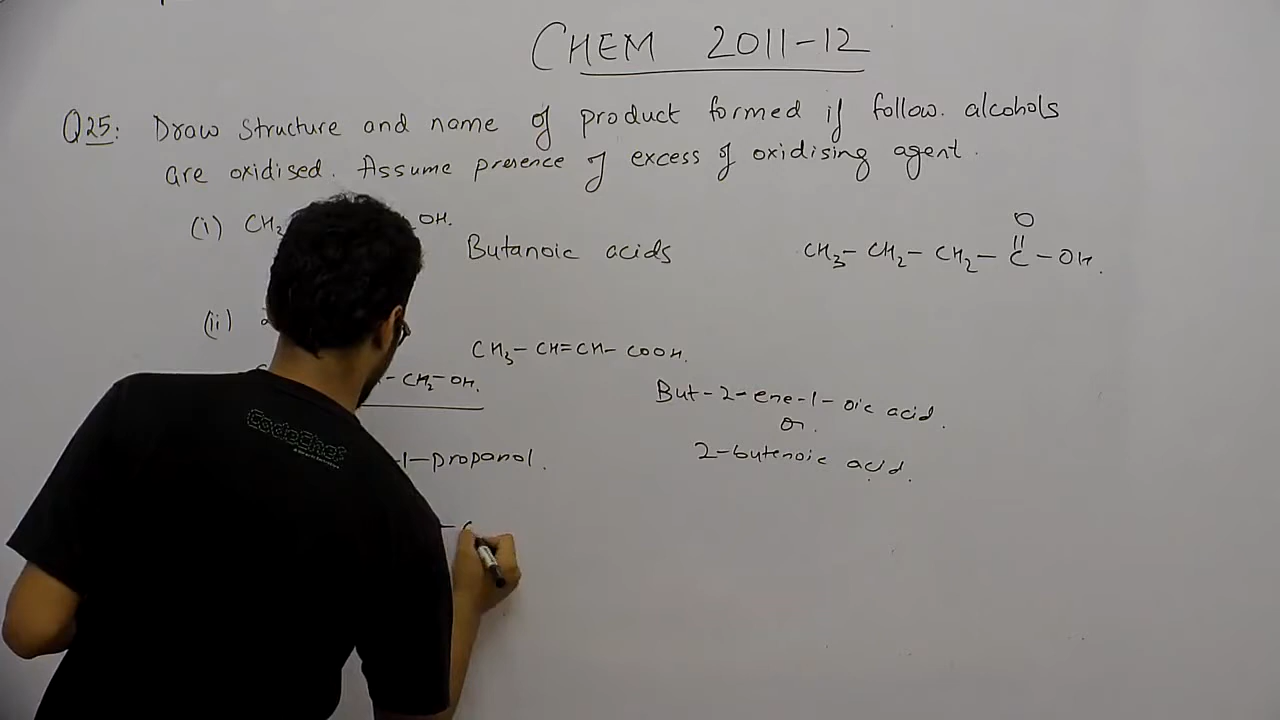 CHEM 2011-12
Q25: Draw structure and name of product formed if follow. alcohols
are oxidised. Assume presence of excess of oxidising agent.
(i) CH2 OH.
Butanoic acids
O
CH3- CH2- CH2- C -OH.
(ii)
CH3- CH=CH- COOH.
-CH2-OH.
But-2-ene-1-oic acid.
or.
2-butenoic acid.
-1-propanol.
CodeChef